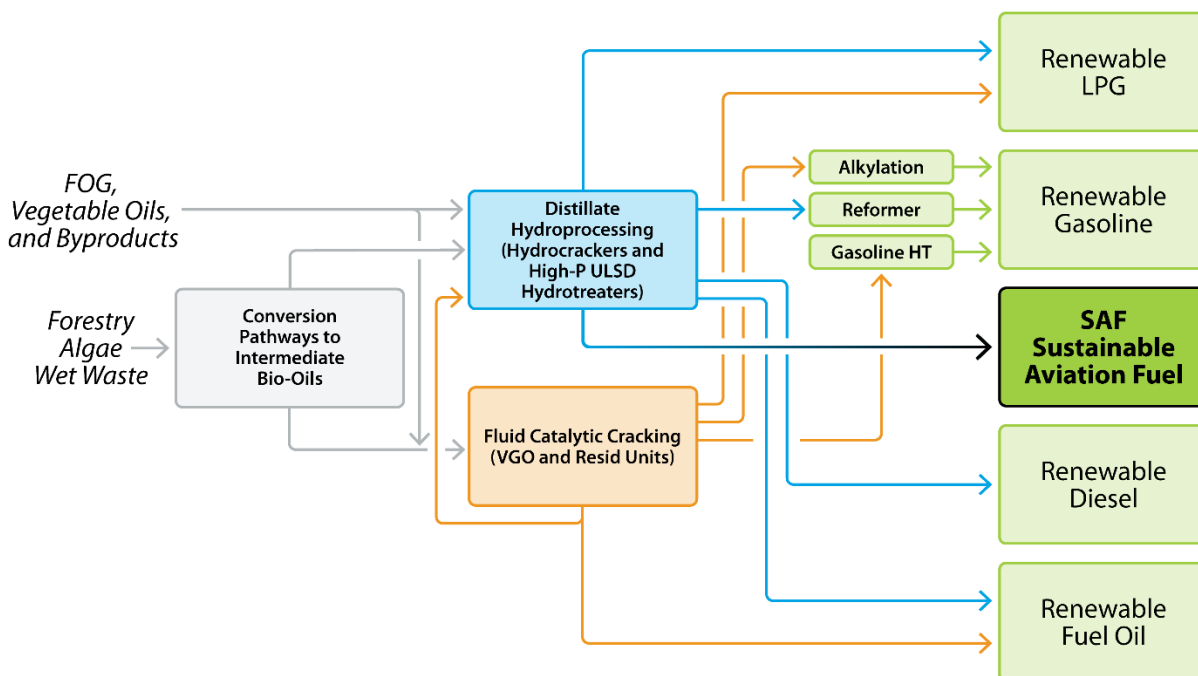 FOG,
Vegetable Oils,
and Byproducts
Forestry
Algae
Wet Waste
Conversion
Pathways to
Intermediate
Bio-Oils
Distillate
Hydroprocessing
(Hydrocrackers and
High-P ULSD
Hydrotreaters)
Fluid Catalytic Cracking
(VGO and Resid Units)
Alkylation
Reformer
Gasoline HT
Renewable
LPG
Renewable
Gasoline
SAF
Sustainable
Aviation Fuel
Renewable
Diesel
Renewable
Fuel Oil